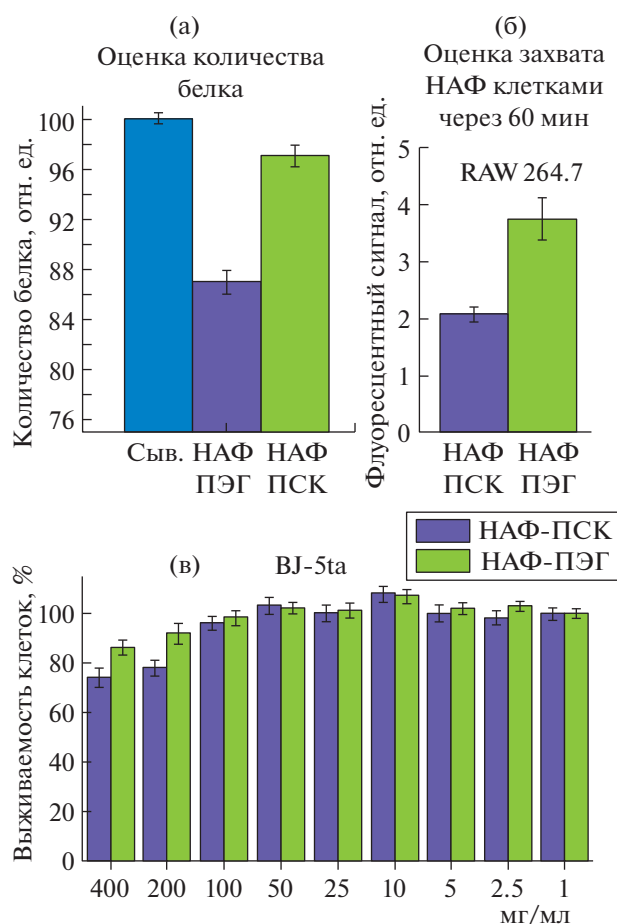 (а)
Оценка количества
белка
Количество белка, отн. ед.
100
96
92
88
84
80
76
Сыв.
НАФ
ПЭГ
НАФ
ПСК
(б)
Оценка захвата
НАФ клетками
через 60 мин
Флуоресцентный сигнал, отн. ед.
5
4
3
2
1
0
RAW 264.7
НАФ
ПСК
НАФ
ПЭГ
НАФ-ПСК
НАФ-ПЭГ
(в)
BJ-5ta
Выживаемость клеток, %
100
80
60
40
20
0
400 200 100 50 25 10 5 2.5 1
мг/мл